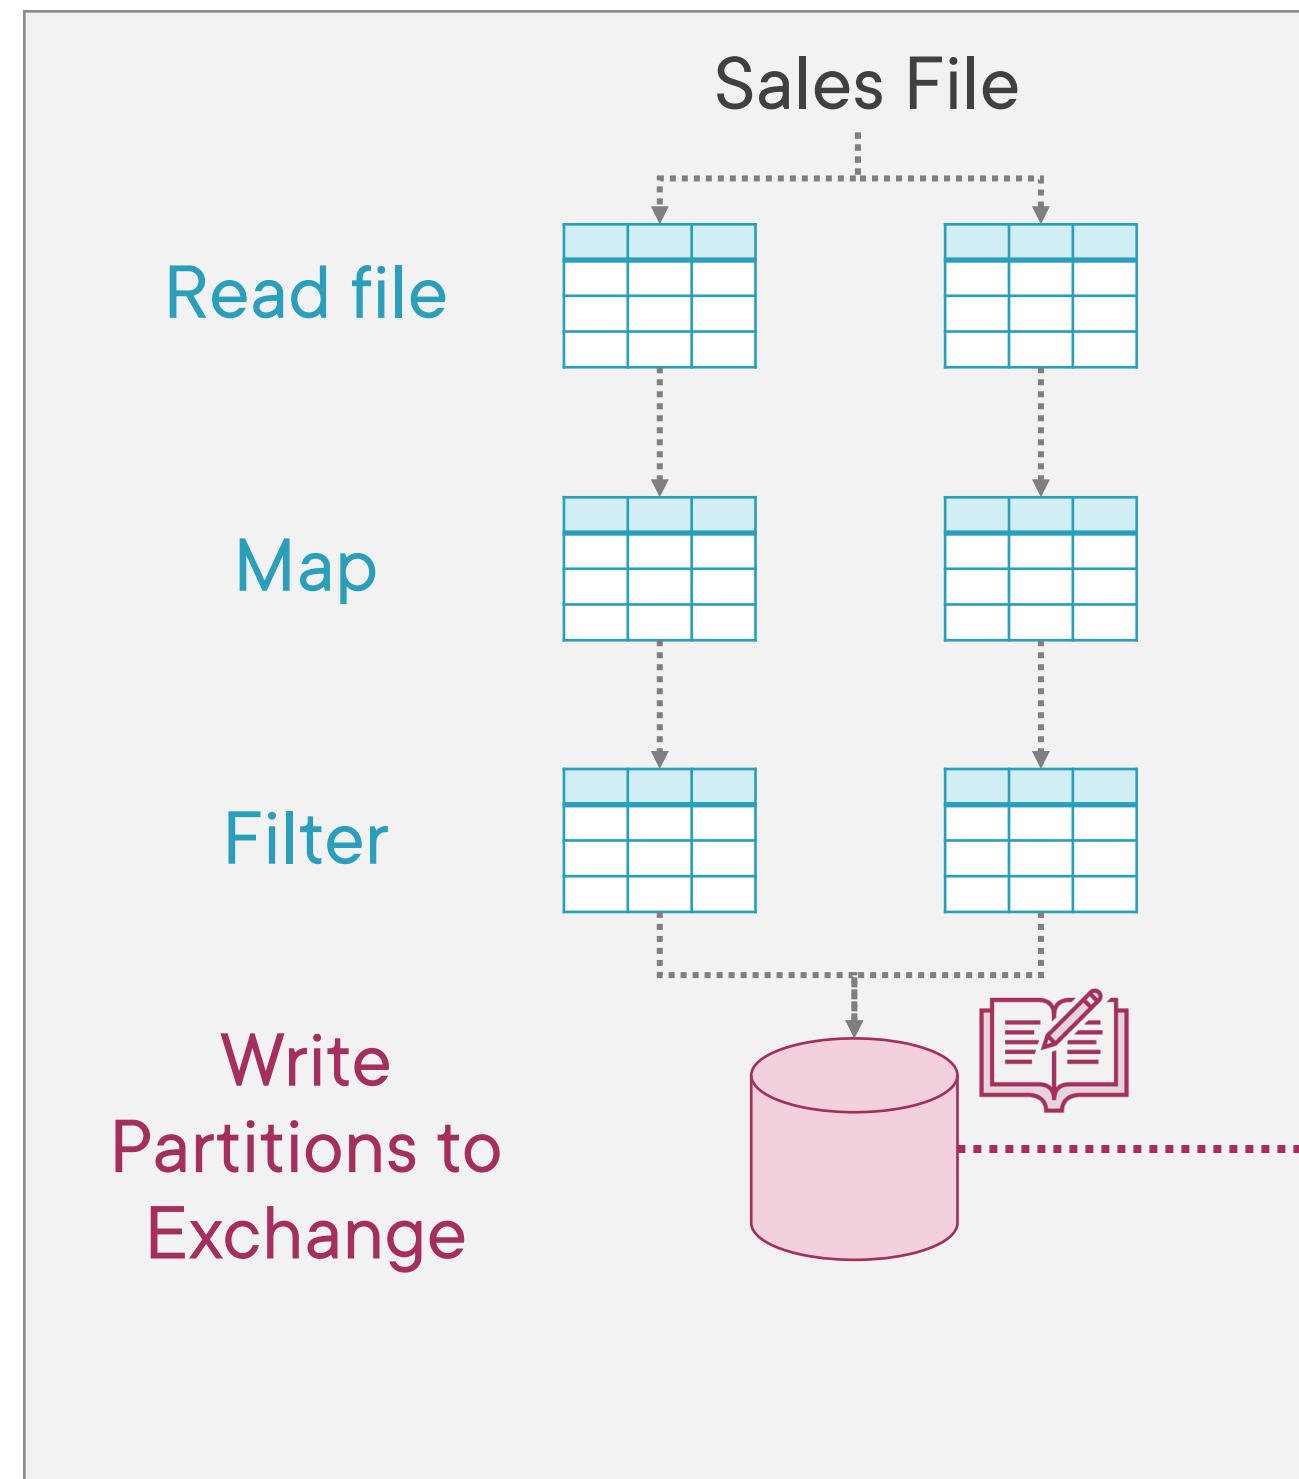 Sales File
Read file
Map
Filter
Write
Partitions to
Exchange